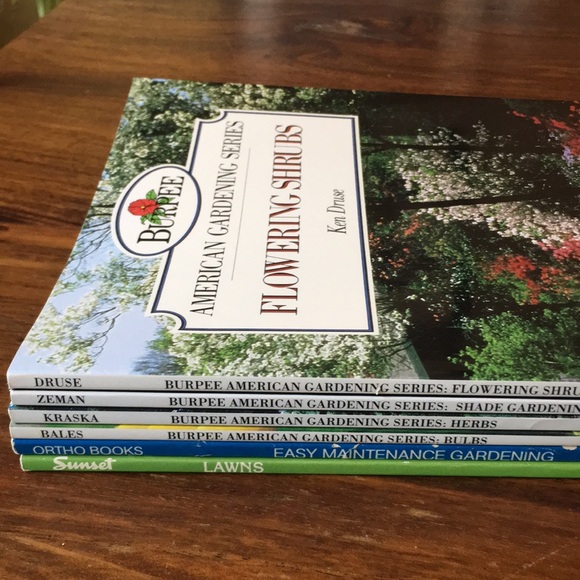 BURPEE
AMERICAN GARDENING SERIES
FLOWERING SHRUBS
Ken Druse
DRUSE BURPEE AMERICAN GARDENING SERIES: FLOWERING SHRU
ZEMAN BURPEE AMERICAN GARDENING SERIES: SHADE GARDENIN
KRASKA BURPEE AMERICAN GARDENING SERIES: HERBS
BALES BURPEE AMERICAN GARDENING SERIES: BULBS
ORTHO BOOKS EASY MAINTENANCE GARDENING
Sunset LAWNS